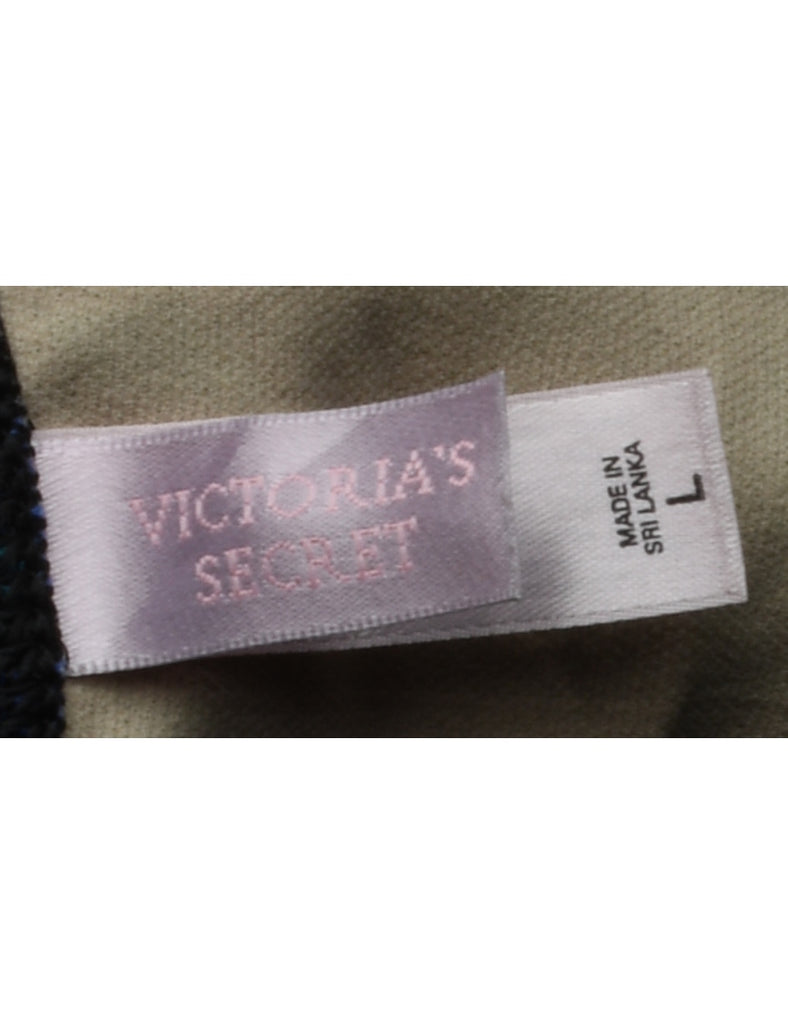 VICTORIA'S
SECRET
MADE IN
SRI LANKA
L